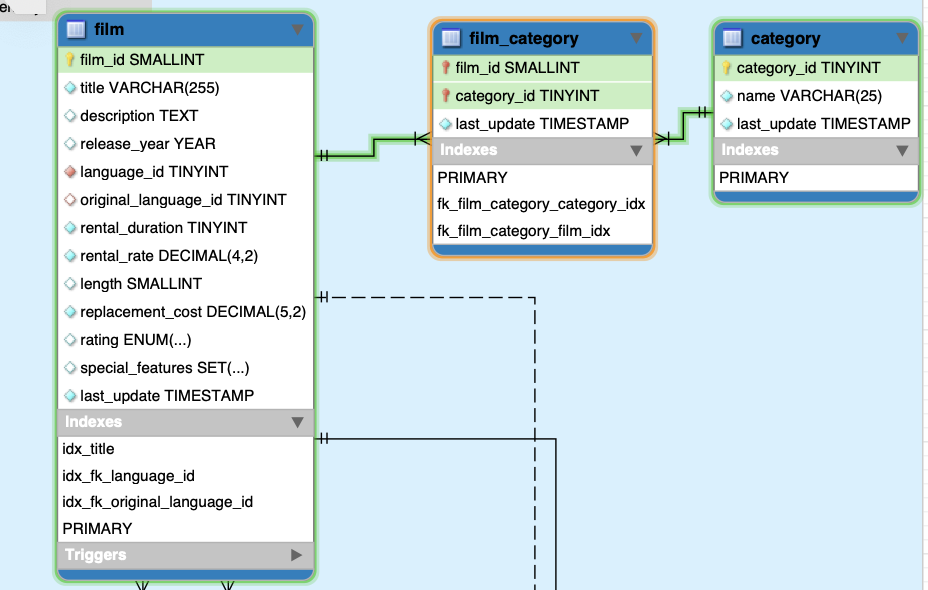 film
film_id SMALLINT
title VARCHAR(255)
description TEXT
release_year YEAR
language_id TINYINT
original_language_id TINYINT
rental_duration TINYINT
rental_rate DECIMAL(4,2)
length SMALLINT
replacement_cost DECIMAL(5,2)
rating ENUM(...)
special_features SET(...)
last_update TIMESTAMP
Indexes
idx_title
idx_fk_language_id
idx_fk_original_language_id
PRIMARY
Triggers
film_category
film_id SMALLINT
category_id TINYINT
last_update TIMESTAMP
Indexes
PRIMARY
fk_film_category_category_idx
fk_film_category_film_idx
category
category_id TINYINT
name VARCHAR(25)
last_update TIMESTAMP
Indexes
PRIMARY